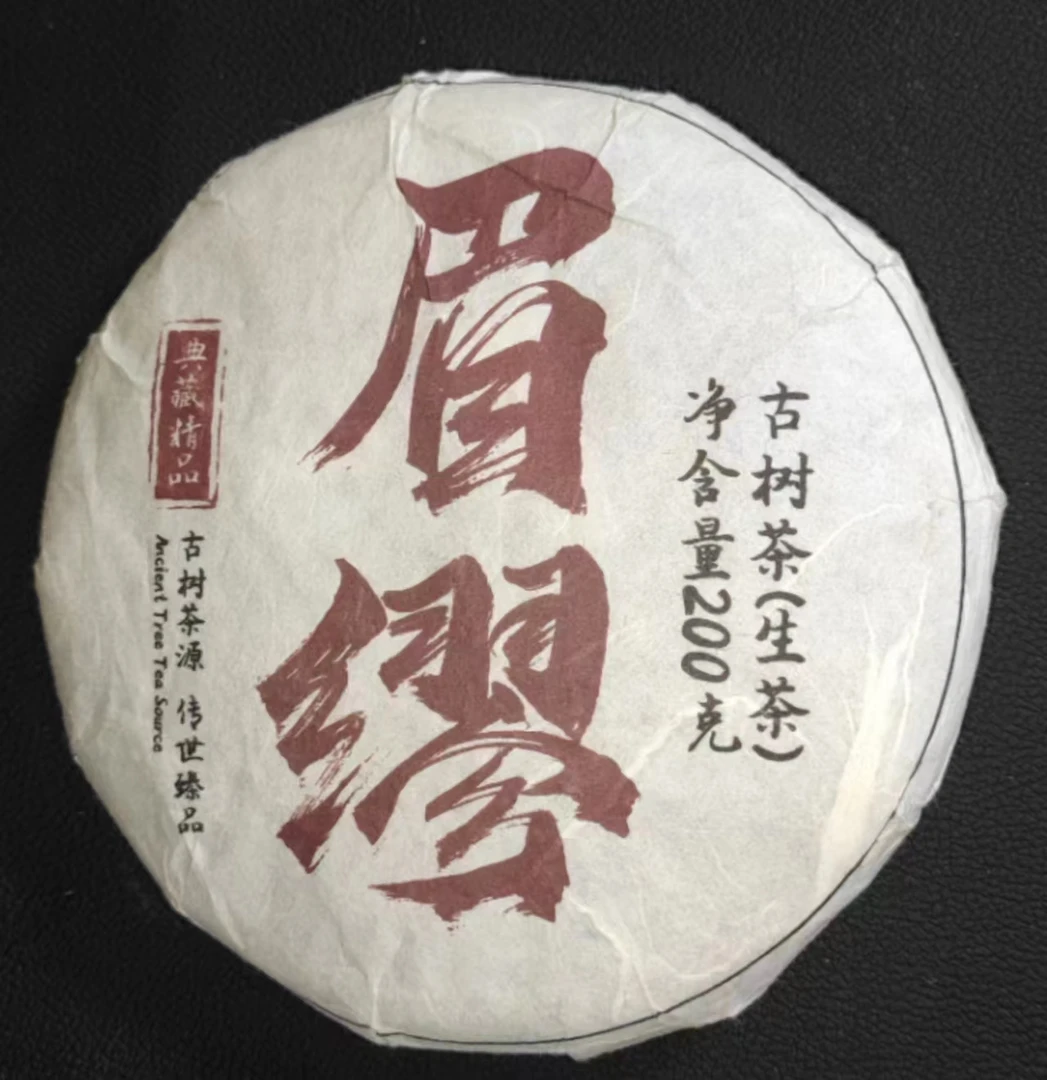 古树茶(生茶)
净含量200克
眉缪
典藏精品
古树茶源 传世臻品
Ancient Tree Tea Source